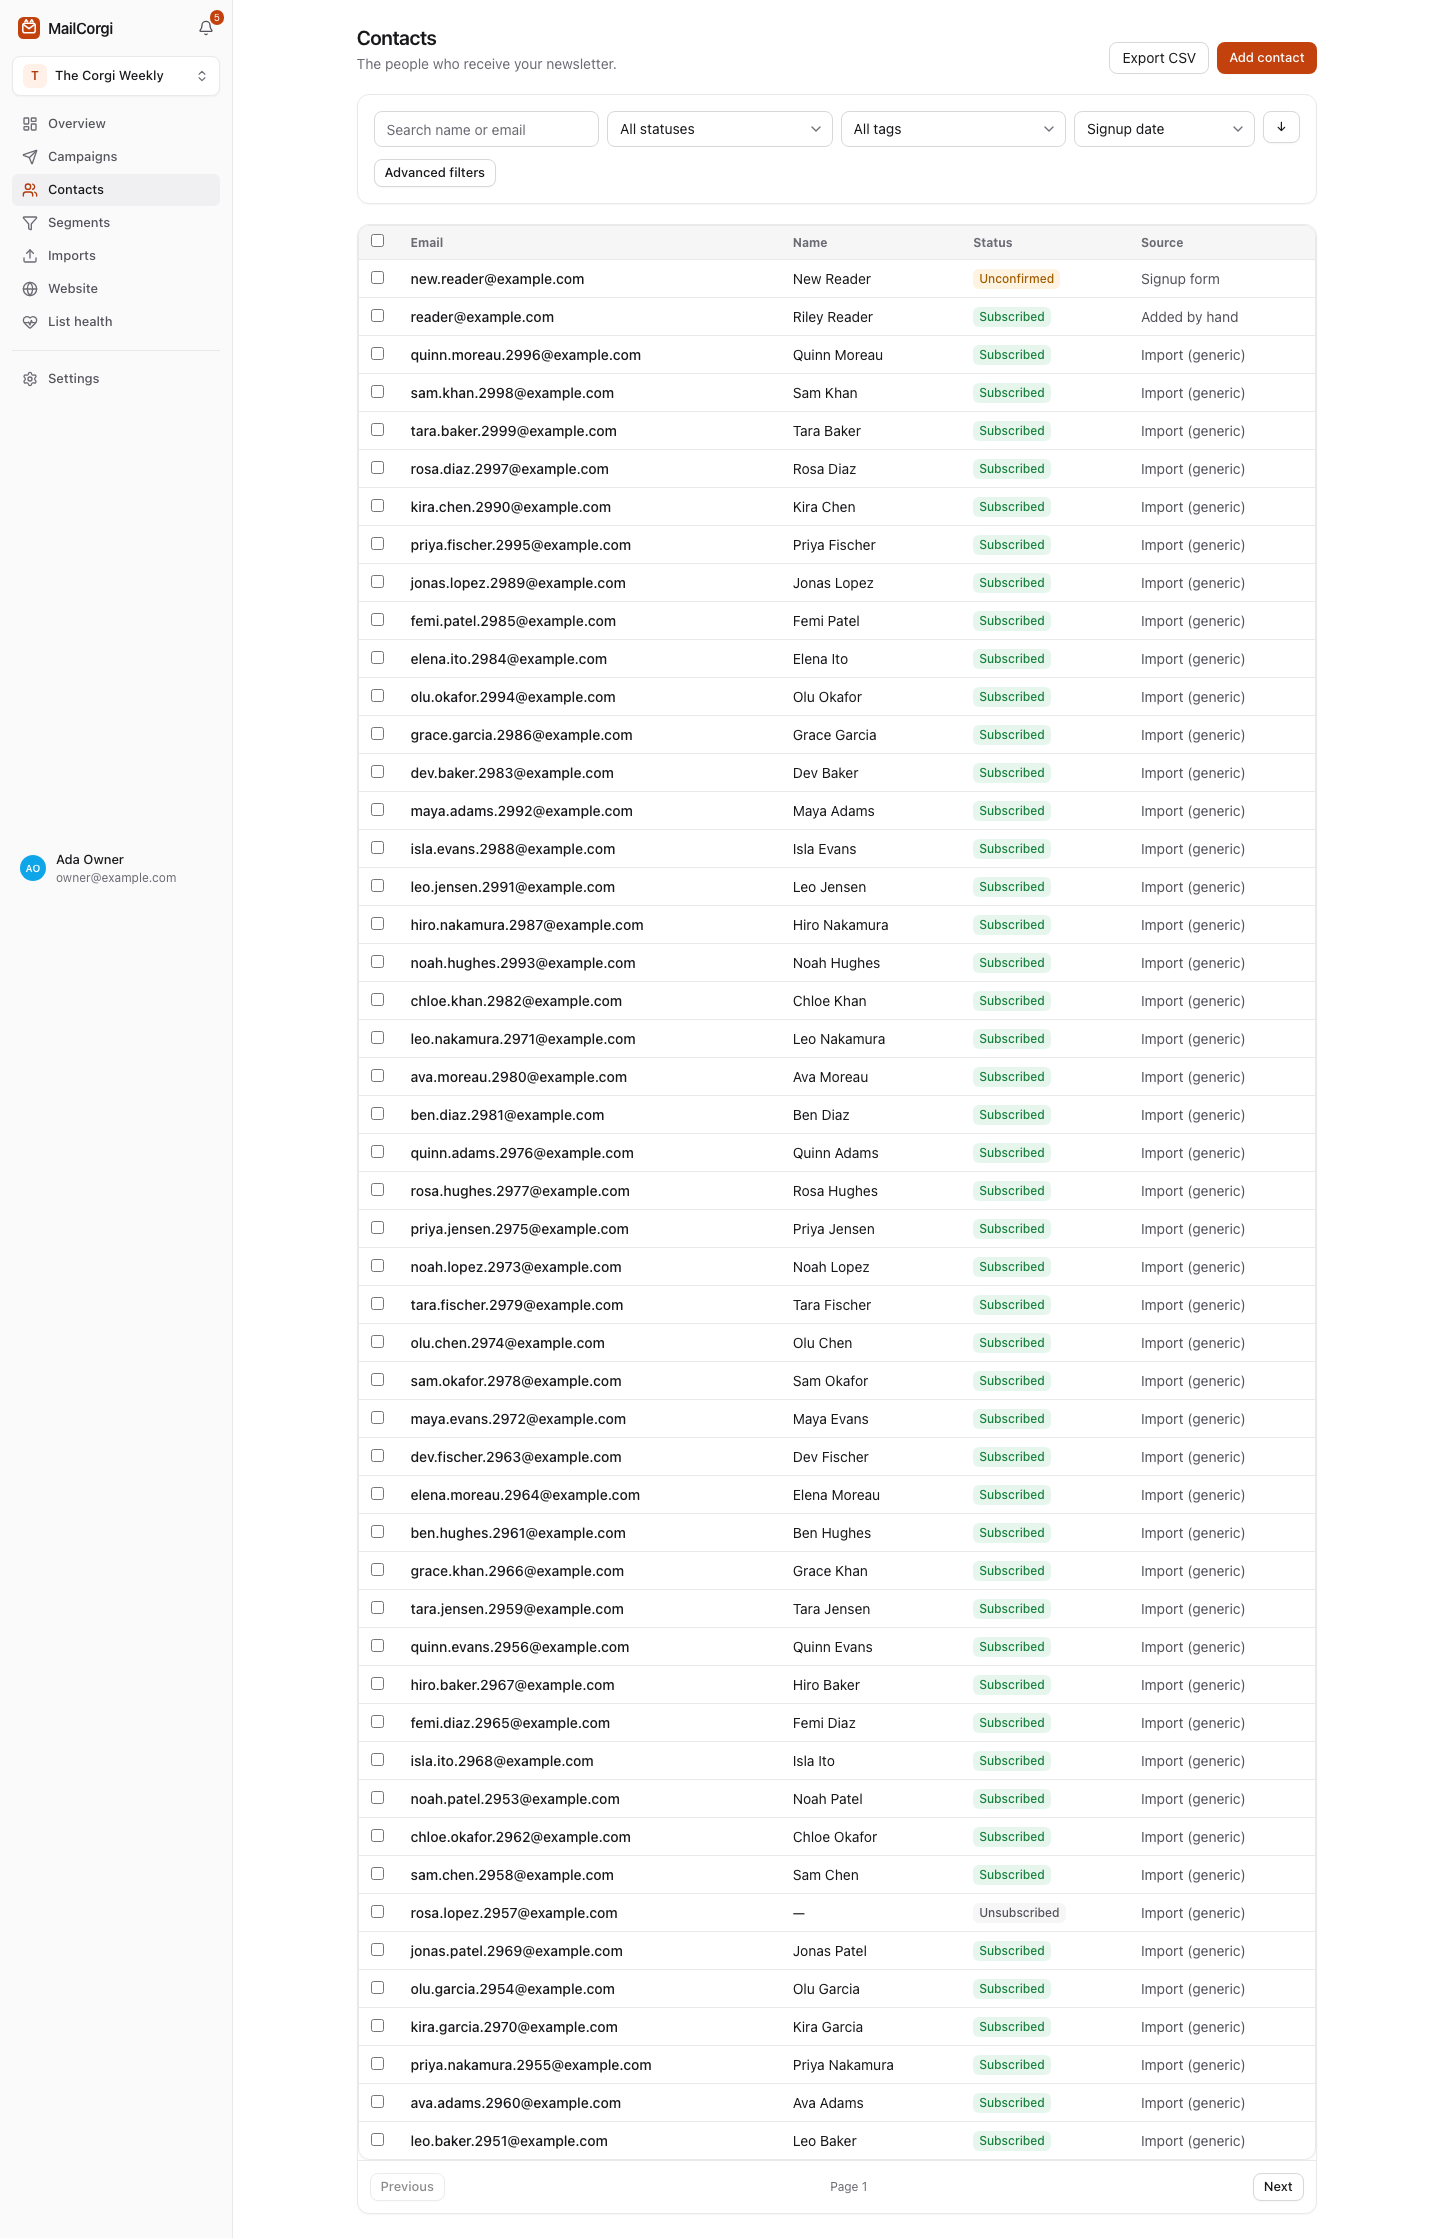 MailCorgi
5
T
The Corgi Weekly
Overview
Campaigns
Contacts
Segments
Imports
Website
List health
Settings
AO
Ada Owner
owner@example.com
Contacts
The people who receive your newsletter.
Export CSV
Add contact
Search name or email
All statuses
All tags
Signup date
↓
Advanced filters
Email Name Status Source
new.reader@example.com New Reader Unconfirmed Signup form
reader@example.com Riley Reader Subscribed Added by hand
quinn.moreau.2996@example.com Quinn Moreau Subscribed Import (generic)
sam.khan.2998@example.com Sam Khan Subscribed Import (generic)
tara.baker.2999@example.com Tara Baker Subscribed Import (generic)
rosa.diaz.2997@example.com Rosa Diaz Subscribed Import (generic)
kira.chen.2990@example.com Kira Chen Subscribed Import (generic)
priya.fischer.2995@example.com Priya Fischer Subscribed Import (generic)
jonas.lopez.2989@example.com Jonas Lopez Subscribed Import (generic)
femi.patel.2985@example.com Femi Patel Subscribed Import (generic)
elena.ito.2984@example.com Elena Ito Subscribed Import (generic)
olu.okafor.2994@example.com Olu Okafor Subscribed Import (generic)
grace.garcia.2986@example.com Grace Garcia Subscribed Import (generic)
dev.baker.2983@example.com Dev Baker Subscribed Import (generic)
maya.adams.2992@example.com Maya Adams Subscribed Import (generic)
isla.evans.2988@example.com Isla Evans Subscribed Import (generic)
leo.jensen.2991@example.com Leo Jensen Subscribed Import (generic)
hiro.nakamura.2987@example.com Hiro Nakamura Subscribed Import (generic)
noah.hughes.2993@example.com Noah Hughes Subscribed Import (generic)
chloe.khan.2982@example.com Chloe Khan Subscribed Import (generic)
leo.nakamura.2971@example.com Leo Nakamura Subscribed Import (generic)
ava.moreau.2980@example.com Ava Moreau Subscribed Import (generic)
ben.diaz.2981@example.com Ben Diaz Subscribed Import (generic)
quinn.adams.2976@example.com Quinn Adams Subscribed Import (generic)
rosa.hughes.2977@example.com Rosa Hughes Subscribed Import (generic)
priya.jensen.2975@example.com Priya Jensen Subscribed Import (generic)
noah.lopez.2973@example.com Noah Lopez Subscribed Import (generic)
tara.fischer.2979@example.com Tara Fischer Subscribed Import (generic)
olu.chen.2974@example.com Olu Chen Subscribed Import (generic)
sam.okafor.2978@example.com Sam Okafor Subscribed Import (generic)
maya.evans.2972@example.com Maya Evans Subscribed Import (generic)
dev.fischer.2963@example.com Dev Fischer Subscribed Import (generic)
elena.moreau.2964@example.com Elena Moreau Subscribed Import (generic)
ben.hughes.2961@example.com Ben Hughes Subscribed Import (generic)
grace.khan.2966@example.com Grace Khan Subscribed Import (generic)
tara.jensen.2959@example.com Tara Jensen Subscribed Import (generic)
quinn.evans.2956@example.com Quinn Evans Subscribed Import (generic)
hiro.baker.2967@example.com Hiro Baker Subscribed Import (generic)
femi.diaz.2965@example.com Femi Diaz Subscribed Import (generic)
isla.ito.2968@example.com Isla Ito Subscribed Import (generic)
noah.patel.2953@example.com Noah Patel Subscribed Import (generic)
chloe.okafor.2962@example.com Chloe Okafor Subscribed Import (generic)
sam.chen.2958@example.com Sam Chen Subscribed Import (generic)
rosa.lopez.2957@example.com — Unsubscribed Import (generic)
jonas.patel.2969@example.com Jonas Patel Subscribed Import (generic)
olu.garcia.2954@example.com Olu Garcia Subscribed Import (generic)
kira.garcia.2970@example.com Kira Garcia Subscribed Import (generic)
priya.nakamura.2955@example.com Priya Nakamura Subscribed Import (generic)
ava.adams.2960@example.com Ava Adams Subscribed Import (generic)
leo.baker.2951@example.com Leo Baker Subscribed Import (generic)
Previous Page 1 Next